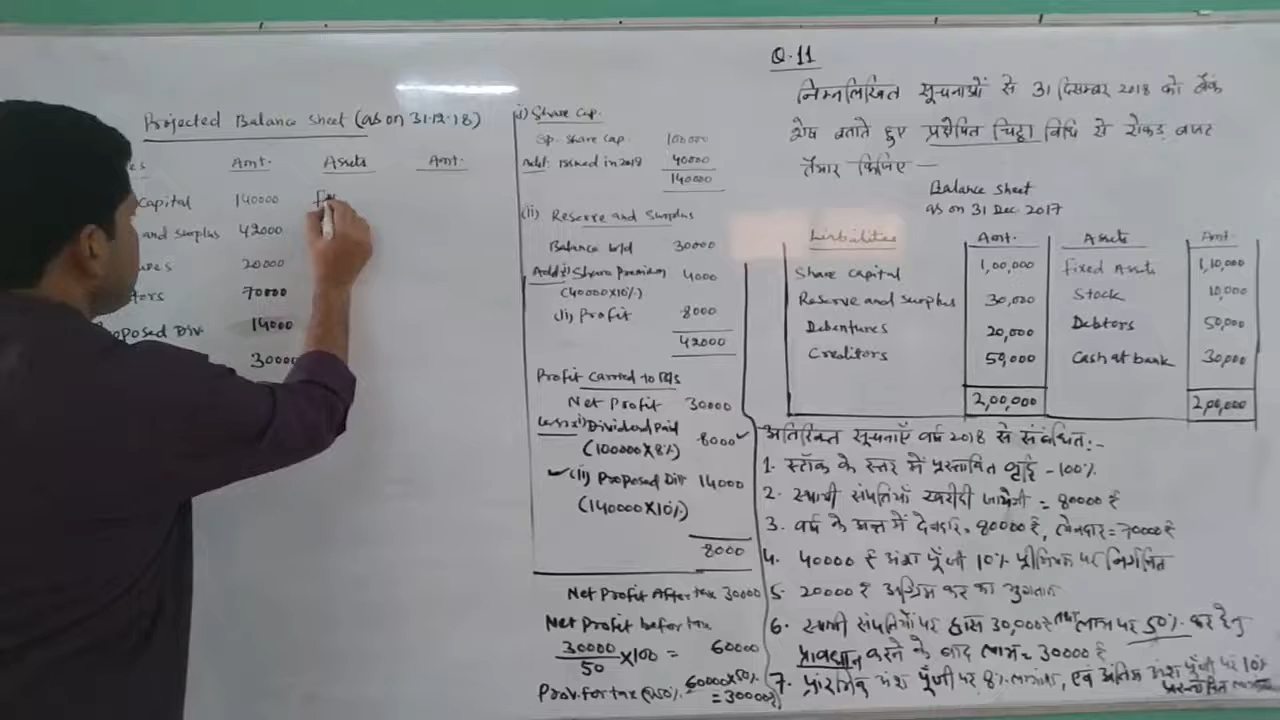 Projected Balance sheet (as on 31.12.18)
es Amt. Assets Amt.
capital 140000
and surplus 42000
ures 20000
tors 70000
roposed Div. 14000
30000
i) Share Cap.
Op. Share cap. 100000
Add: Issued in 2018 40000
140000
(ii) Reserve and Surplus
Balance b/d 30000
Add: i) Share Premium 4000
(40000×10%)
(ii) Profit 8000
42000
Profit Carried to B/s
Net Profit 30000
Less: i) Dividend Paid 8000
(100000×8%)
(ii) Proposed Div 14000
(140000×10%)
8000
Net Profit After tax 30000
Net Profit before tax
30000/50 ×100 = 60000
Prov. for tax (50%) 60000×50%
= 30000
Q.11
निम्नलिखित सूचनाओं से 31 दिसम्बर 2018 को बैंक
शेष बताते हुए प्रक्षेपित चिट्ठा विधि से रोकड़ बजट
तैयार कीजिए —
Balance sheet
as on 31 Dec. 2017
Liabilities Amt. Assets Amt.
Share capital 1,00,000 Fixed Assets 1,10,000
Reserve and surplus 30,000 Stock 10,000
Debentures 20,000 Debtors 50,000
Creditors 50,000 Cash at bank 30,000
2,00,000 2,00,000
अतिरिक्त सूचनाएँ वर्ष 2018 से संबंधित:-
1. स्टॉक के स्तर में प्रस्तावित वृद्धि - 100%
2. स्थायी संपत्तियाँ खरीदी जायेगी = 80000 ₹
3. वर्ष के अन्त में देनदार = 90000 ₹, लेनदार = 70000 ₹
4. 40000 ₹ अंश पूँजी 10% प्रीमियम पर निर्गमित
5. 20000 ₹ अग्रिम कर का भुगतान
6. स्थायी संपत्तियों पर ह्रास 30,000 ₹ तथा लाभ पर 50% कर हेतु
प्रावधान करने के बाद लाभ = 30000 ₹
7. प्रारंभिक अंश पूँजी पर 8% लाभांश, एवं अंतिम अंश पूँजी पर 10%
प्रस्तावित लाभांश